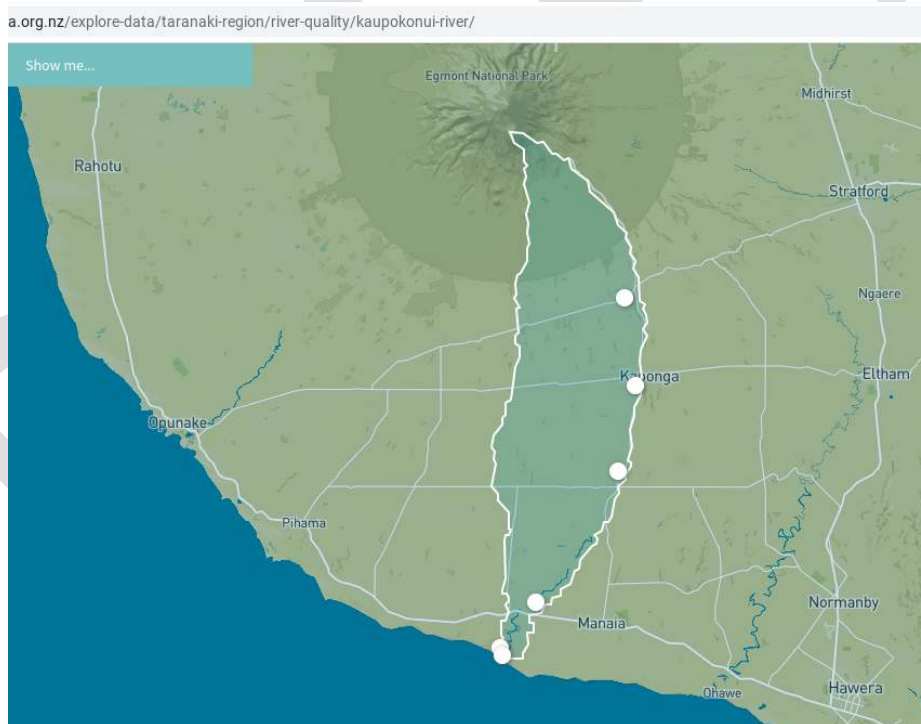 a.org.nz/explore-data/taranaki-region/river-quality/kaupokonui-river/
Show me...
Egmont National Park
Midhirst
Rahotu
Stratford
Ngaere
Kaponga
Eltham
Opunake
Pihama
Normanby
Manaia
Ohawe
Hawera